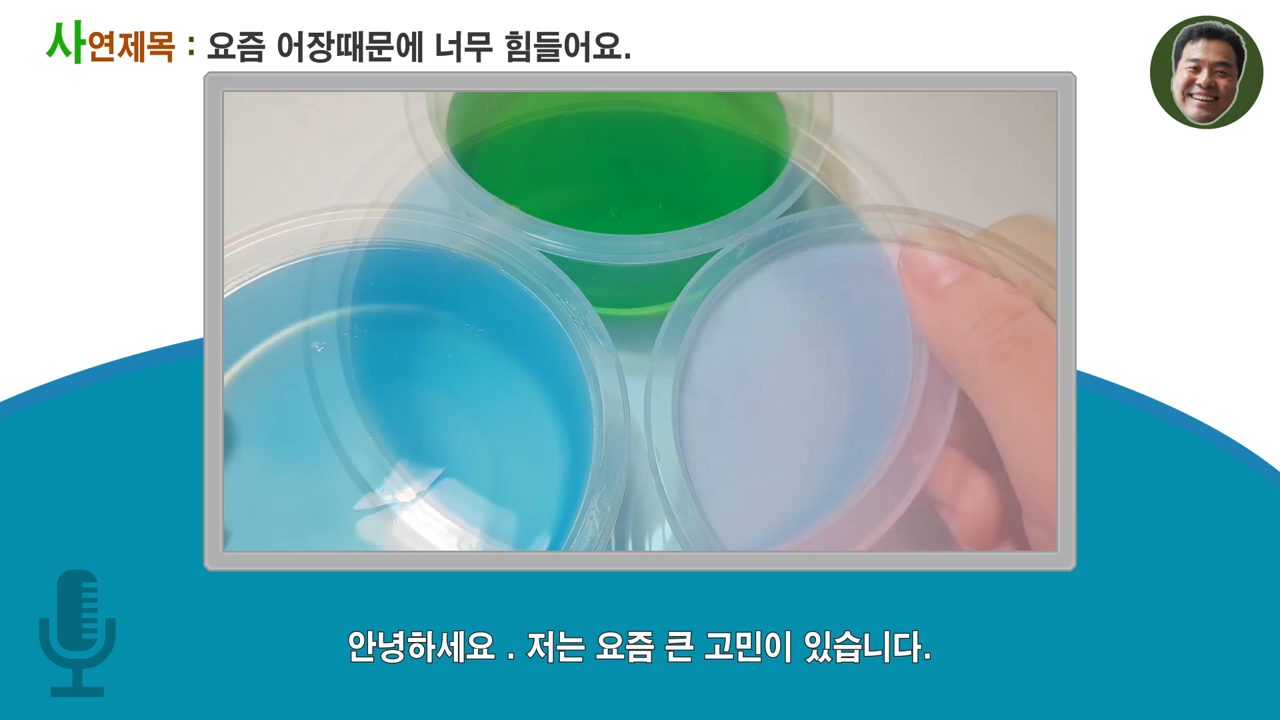 사연제목 : 요즘 어장때문에 너무 힘들어요.
안녕하세요 . 저는 요즘 큰 고민이 있습니다.